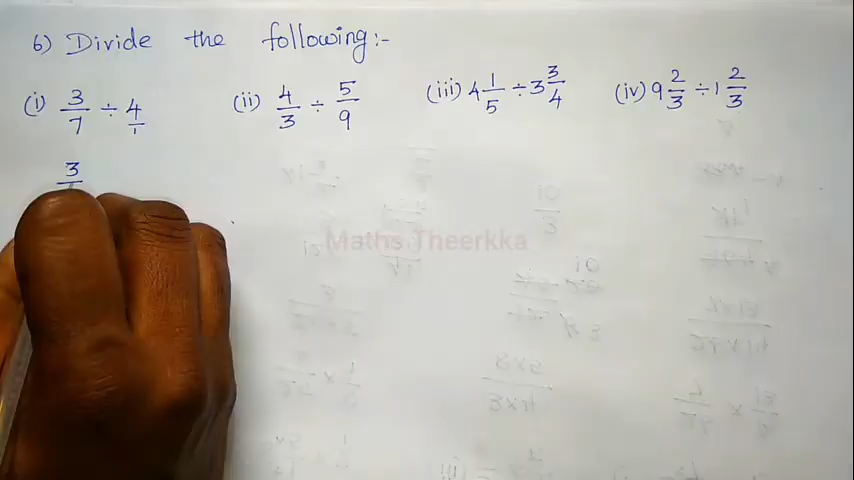 6) Divide the following:-
(i) 3/7 ÷ 4/1 (ii) 4/3 ÷ 5/9 (iii) 4 1/5 ÷ 3 3/4 (iv) 9 2/3 ÷ 1 2/3
3
Maths Theerkka